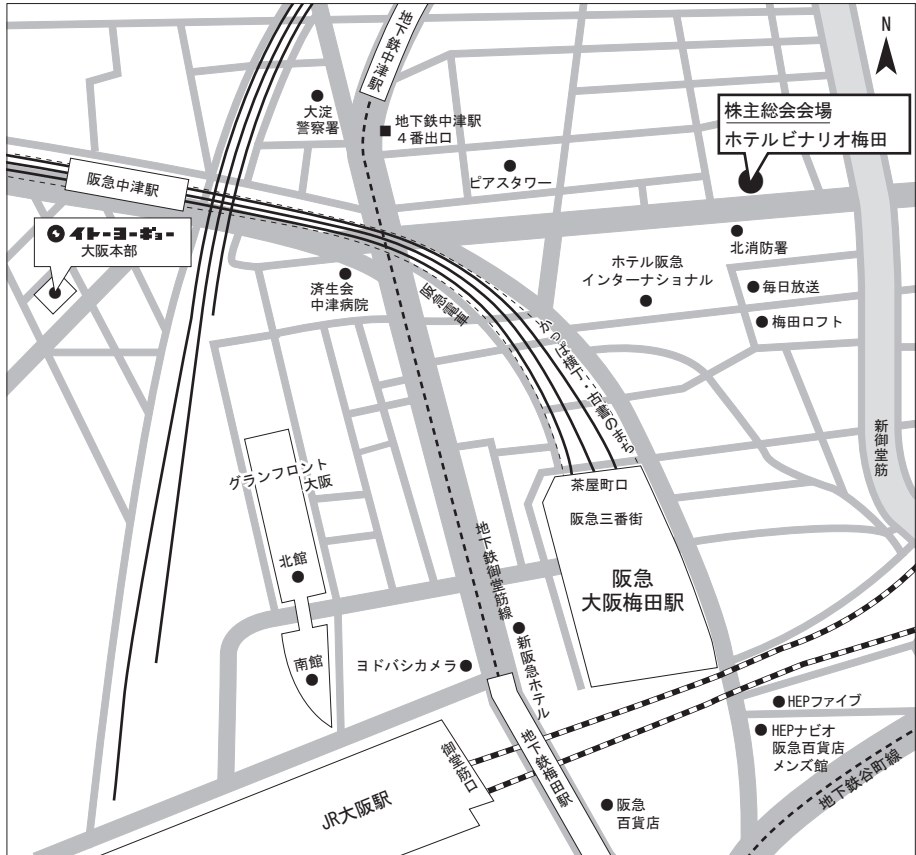 地下鉄中津駅
N
大淀
警察署
地下鉄中津駅
4番出口
株主総会会場
ホテルビナリオ梅田
ピアスタワー
阪急中津駅
イトーヨーギョー
大阪本部
北消防署
ホテル阪急
インターナショナル
毎日放送
済生会
中津病院
阪急電車
梅田ロフト
かっぱ横丁・古書のまち
新御堂筋
グランフロント
大阪
茶屋町口
阪急三番街
北館
地下鉄御堂筋線
阪急
大阪梅田駅
新阪急ホテル
南館
ヨドバシカメラ
HEPファイブ
HEPナビオ
阪急百貨店
メンズ館
御堂筋口
地下鉄梅田駅
地下鉄谷町線
JR大阪駅
阪急
百貨店